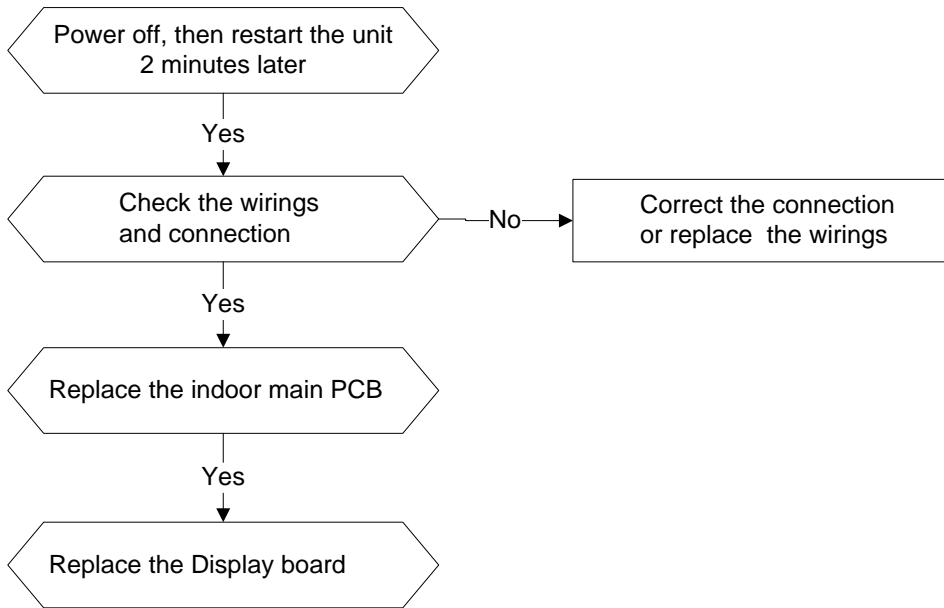 Power off, then restart the unit
2 minutes later
Yes
Check the wirings
and connection
No
Correct the connection
or replace  the wirings
Yes
Replace the indoor main PCB
Yes
Replace the Display board